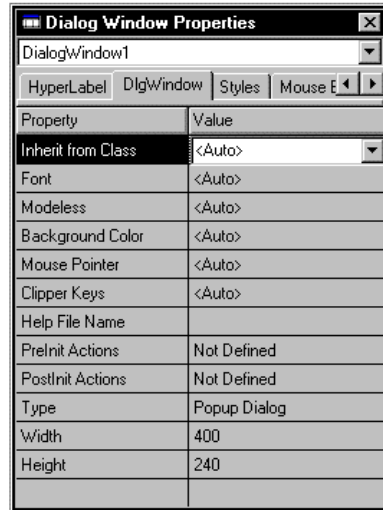 Dialog Window Properties
DialogWindow1
HyperLabel DlgWindow Styles Mouse E
Property Value
Inherit from Class <Auto>
Font <Auto>
Modeless <Auto>
Background Color <Auto>
Mouse Pointer <Auto>
Clipper Keys <Auto>
Help File Name
PreInit Actions Not Defined
PostInit Actions Not Defined
Type Popup Dialog
Width 400
Height 240